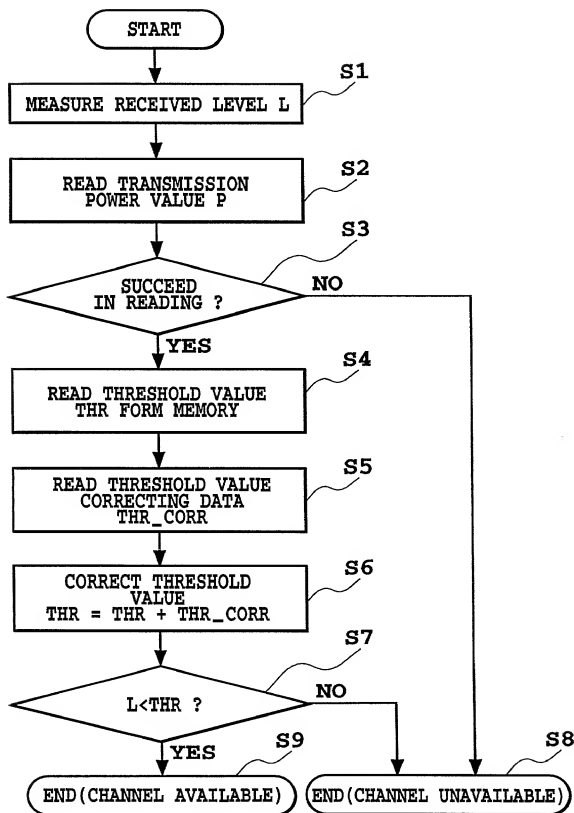 START
S1
MEASURE RECEIVED LEVEL L
S2
READ TRANSMISSION
POWER VALUE P
S3
SUCCEED
IN READING ?
NO
YES
S4
READ THRESHOLD VALUE
THR FORM MEMORY
S5
READ THRESHOLD VALUE
CORRECTING DATA
THR_CORR
S6
CORRECT THRESHOLD
VALUE
THR = THR + THR_CORR
S7
L<THR ?
NO
YES
S9
S8
END(CHANNEL AVAILABLE)
END(CHANNEL UNAVAILABLE)